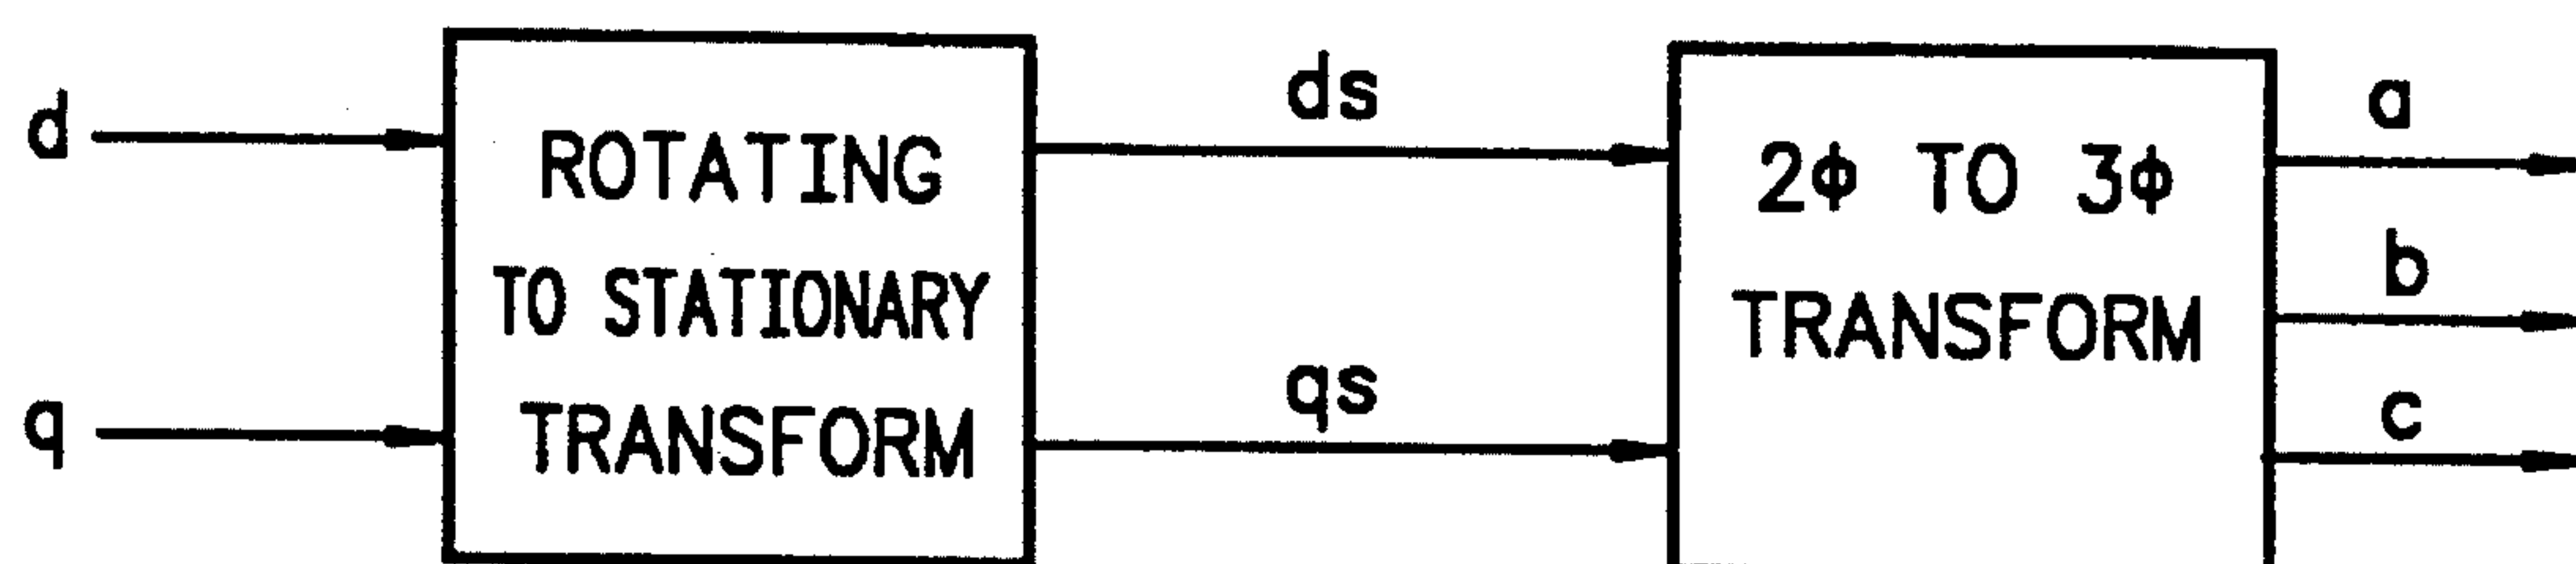 d
q
ROTATING
TO STATIONARY
TRANSFORM
ds
qs
2Φ TO 3Φ
TRANSFORM
a
b
c